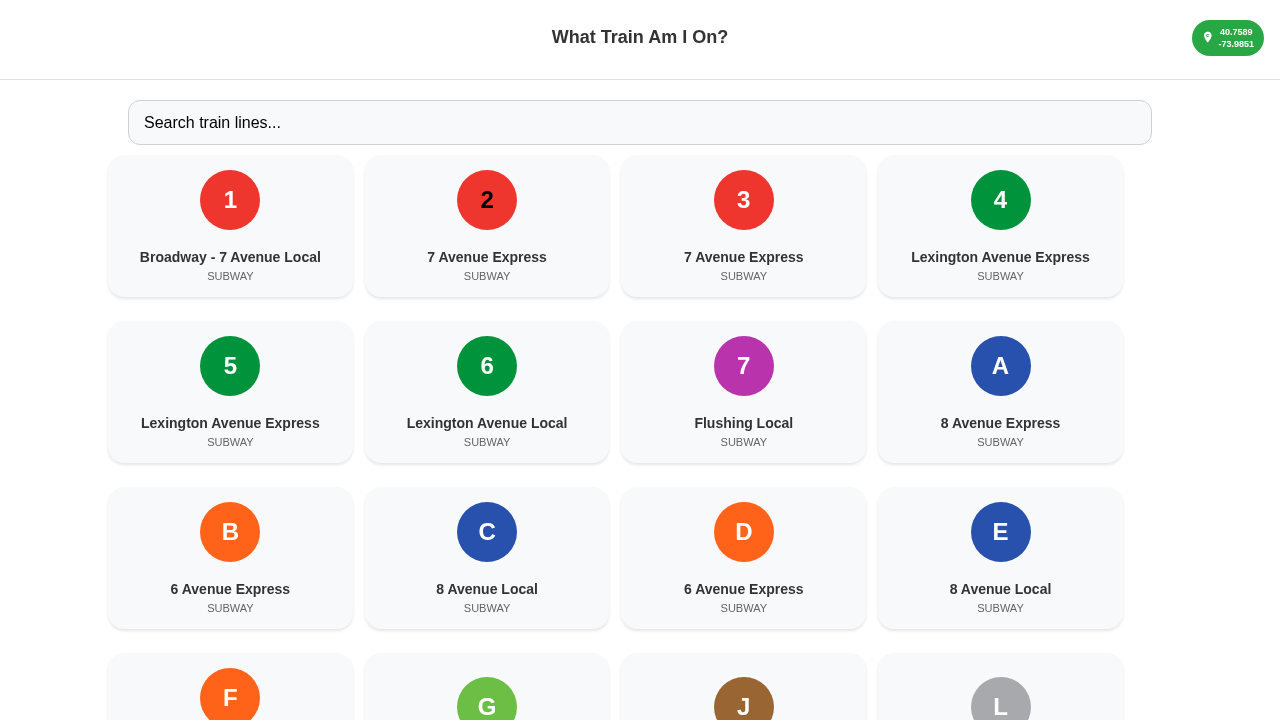 What Train Am I On?
40.7589
-73.9851
Search train lines...
1
Broadway - 7 Avenue Local
SUBWAY
2
7 Avenue Express
SUBWAY
3
7 Avenue Express
SUBWAY
4
Lexington Avenue Express
SUBWAY
5
Lexington Avenue Express
SUBWAY
6
Lexington Avenue Local
SUBWAY
7
Flushing Local
SUBWAY
A
8 Avenue Express
SUBWAY
B
6 Avenue Express
SUBWAY
C
8 Avenue Local
SUBWAY
D
6 Avenue Express
SUBWAY
E
8 Avenue Local
SUBWAY
F
G
J
L